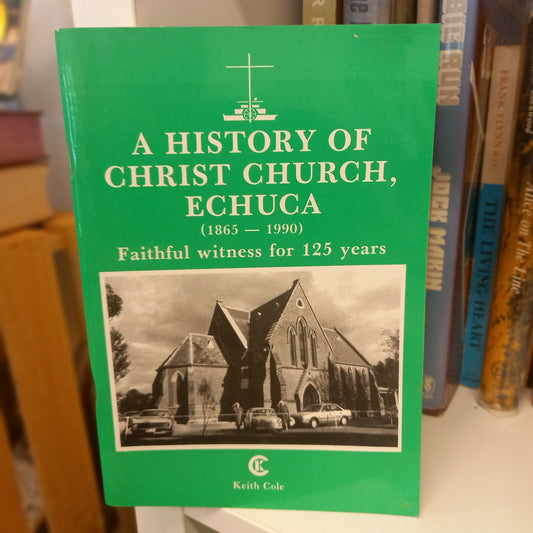 A HISTORY OF
CHRIST CHURCH,
ECHUCA
(1865 — 1990)
Faithful witness for 125 years
Keith Cole
JOCK MAKIN
FRANK FLYNN
THE LIVING HEART
Alice on The Line